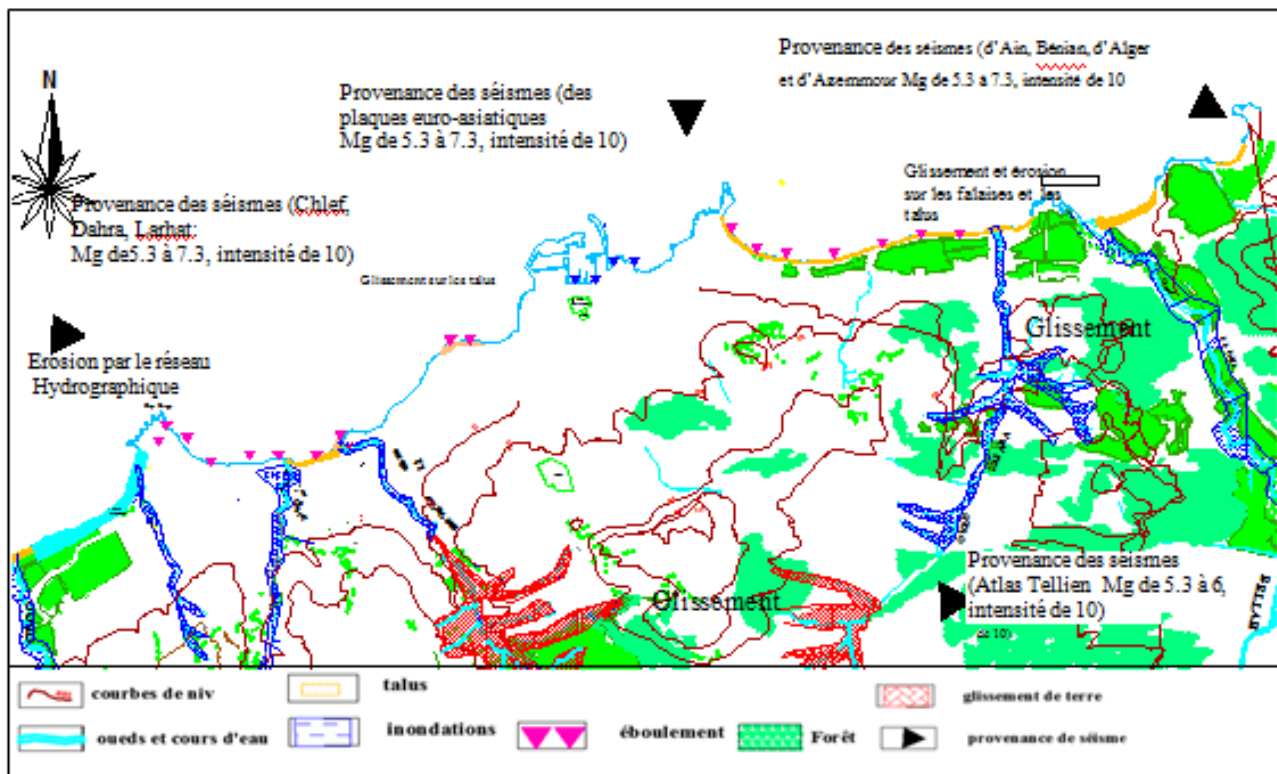 Provenance des séismes (d'Ain, Bénian, d'Alger
et d'Azemmour Mg de 5.3 à 7.3, intensité de 10
N
Provenance des séismes (des
plaques euro-asiatiques
Mg de 5.3 à 7.3, intensité de 10)
Glissement et érosion
sur les falaises et les
talus
Provenance des séismes (Chlef,
Dahra, Larhat:
Mg de5.3 à 7.3, intensité de 10)
Glissement sur les talus
Glissement
Erosion par le réseau
Hydrographique
Provenance des séismes
(Atlas Tellien Mg de 5.3 à 6,
intensité de 10)
de 10)
Glissement
courbes de niv
talus
glissement de terre
oueds et cours d'eau
inondations
éboulement
Forêt
provenance de séisme